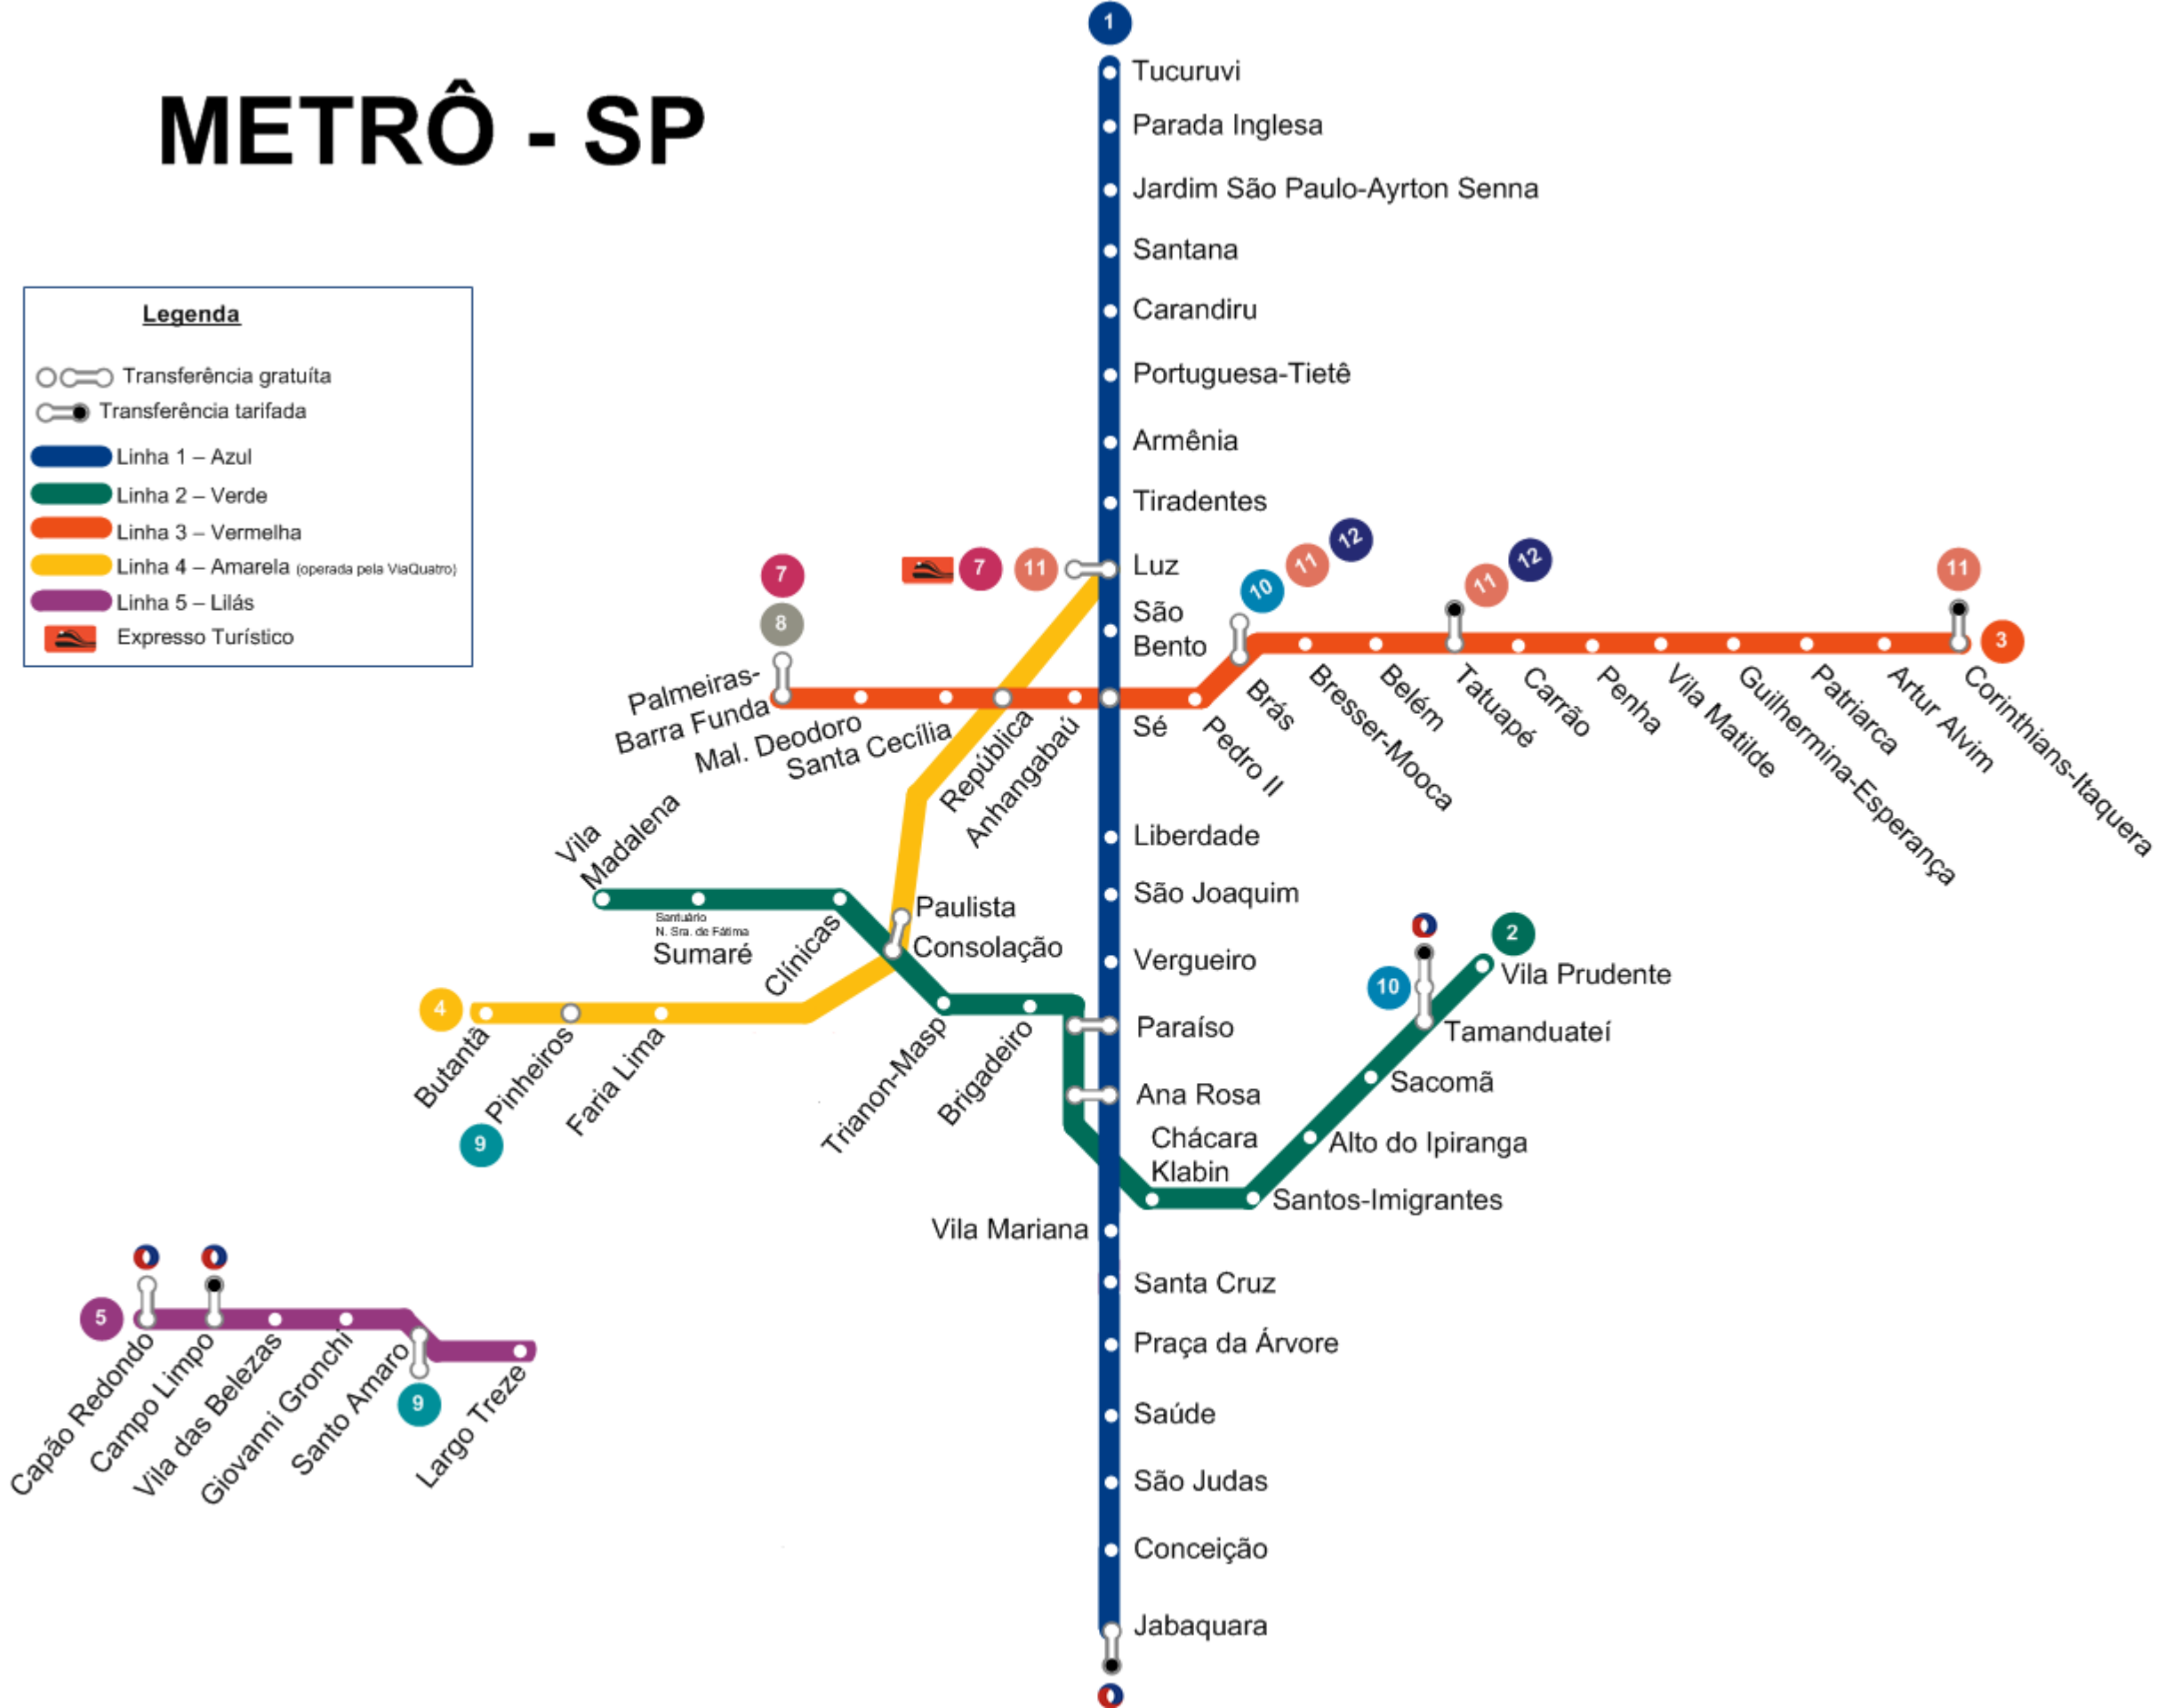 METRÔ - SP
Legenda
Transferência gratuíta
Transferência tarifada
Linha 1 – Azul
Linha 2 – Verde
Linha 3 – Vermelha
Linha 4 – Amarela (operada pela ViaQuatro)
Linha 5 – Lilás
Expresso Turístico
1
Tucuruvi
Parada Inglesa
Jardim São Paulo-Ayrton Senna
Santana
Carandiru
Portuguesa-Tietê
Armênia
Tiradentes
7
11
Luz
São
Bento
Sé
Liberdade
São Joaquim
Vergueiro
Paraíso
Ana Rosa
Vila Mariana
Santa Cruz
Praça da Árvore
Saúde
São Judas
Conceição
Jabaquara
7
8
Palmeiras-
Barra Funda
Mal. Deodoro
Santa Cecília
República
Anhangabaú
Pedro II
10
11
12
Brás
Bresser-Mooca
Belém
11
12
Tatuapé
Carrão
Penha
Vila Matilde
Guilhermina-Esperança
Patriarca
Artur Alvim
11
Corinthians-Itaquera
3
Vila
Madalena
Santuário
N. Sra. de Fátima
Sumaré
Clínicas
Paulista
Consolação
Trianon-Masp
Brigadeiro
Chácara
Klabin
Santos-Imigrantes
Alto do Ipiranga
Sacomã
10
Tamanduateí
2
Vila Prudente
4
Butantã
Pinheiros
9
Faria Lima
5
Capão Redondo
Campo Limpo
Vila das Belezas
Giovanni Gronchi
Santo Amaro
9
Largo Treze